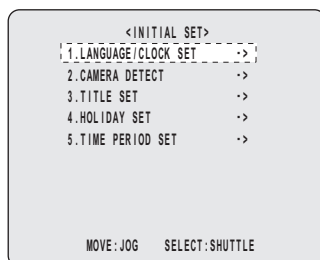 <INITIAL SET>
1.LANGUAGE/CLOCK SET ->
2.CAMERA DETECT ->
3.TITLE SET ->
4.HOLIDAY SET ->
5.TIME PERIOD SET ->
MOVE:JOG SELECT:SHUTTLE